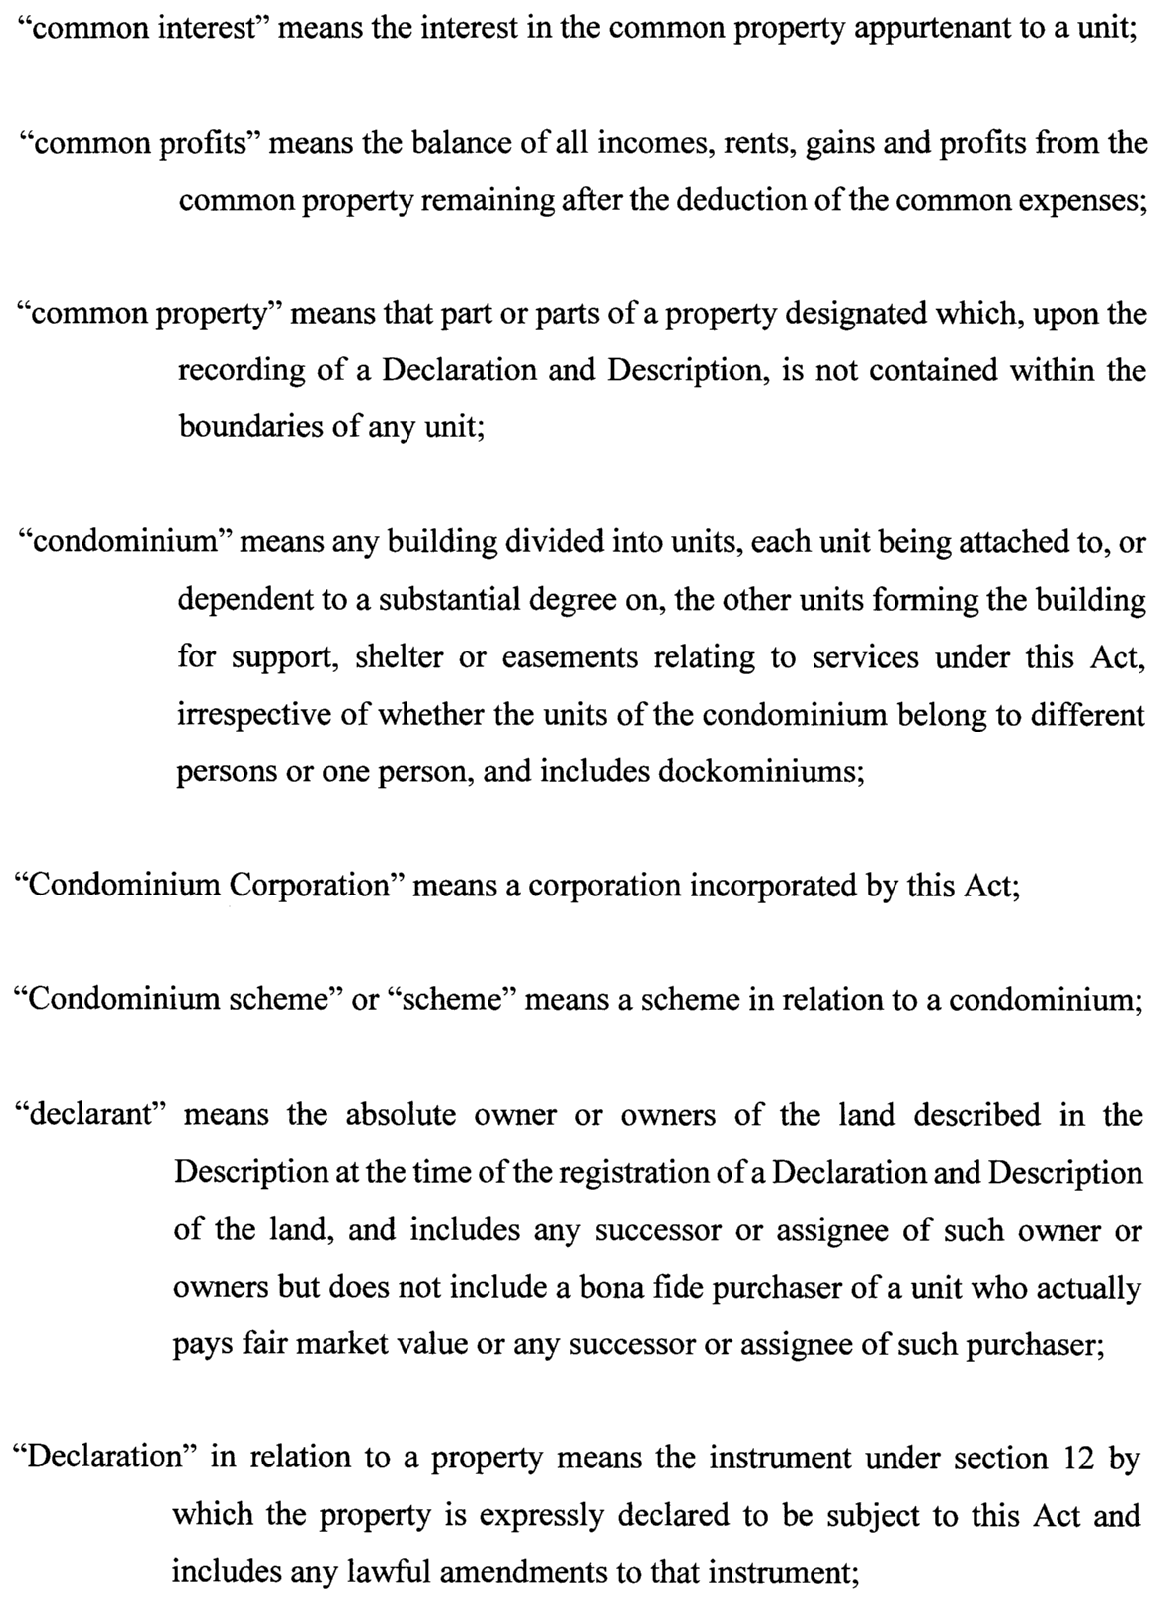 “common interest” means the interest in the common property appurtenant to a unit;
“common profits” means the balance of all incomes, rents, gains and profits from the
common property remaining after the deduction of the common expenses;
“common property” means that part or parts of a property designated which, upon the
recording of a Declaration and Description, is not contained within the
boundaries of any unit;
“condominium” means any building divided into units, each unit being attached to, or
dependent to a substantial degree on, the other units forming the building
for support, shelter or easements relating to services under this Act,
irrespective of whether the units of the condominium belong to different
persons or one person, and includes dockominiums;
“Condominium Corporation” means a corporation incorporated by this Act;
“Condominium scheme” or “scheme” means a scheme in relation to a condominium;
“declarant” means the absolute owner or owners of the land described in the
Description at the time of the registration of a Declaration and Description
of the land, and includes any successor or assignee of such owner or
owners but does not include a bona fide purchaser of a unit who actually
pays fair market value or any successor or assignee of such purchaser;
“Declaration” in relation to a property means the instrument under section 12 by
which the property is expressly declared to be subject to this Act and
includes any lawful amendments to that instrument;